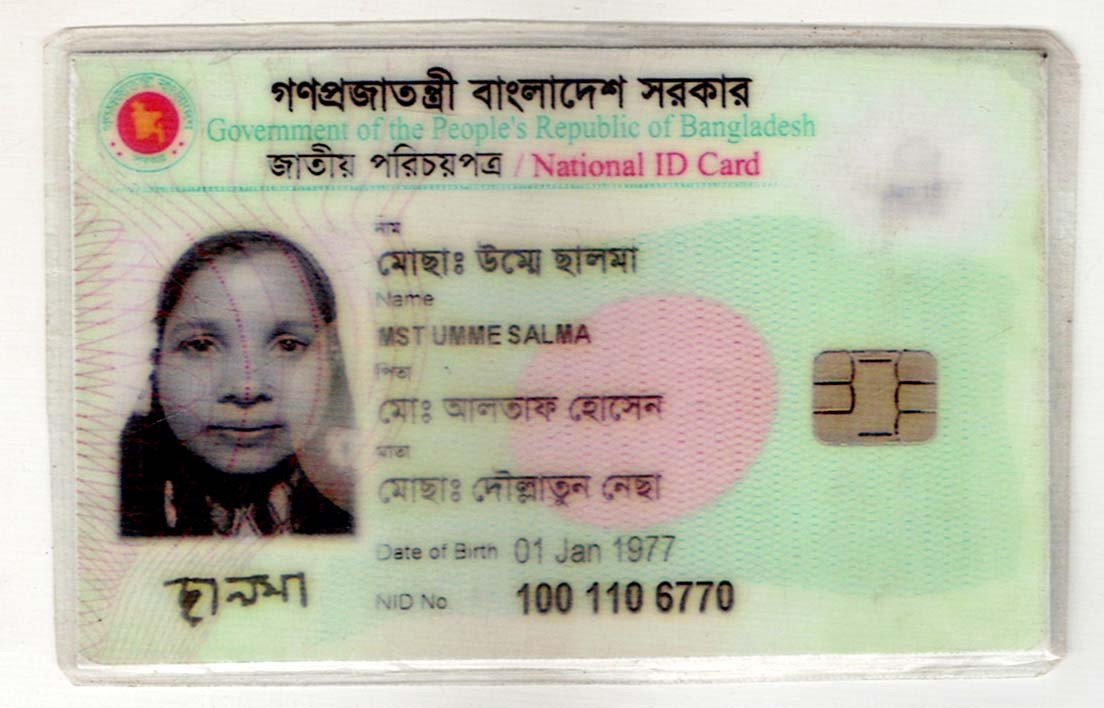 গণপ্রজাতন্ত্রী বাংলাদেশ সরকার
Government of the People's Republic of Bangladesh
জাতীয় পরিচয়পত্র / National ID Card
নাম
মোছাঃ উম্মে ছালমা
Name
MST UMME SALMA
পিতা
মোঃ আলতাফ হোসেন
মাতা
মোছাঃ দৌল্লাতুন নেছা
Date of Birth 01 Jan 1977
ছালমা
NID No. 100 110 6770